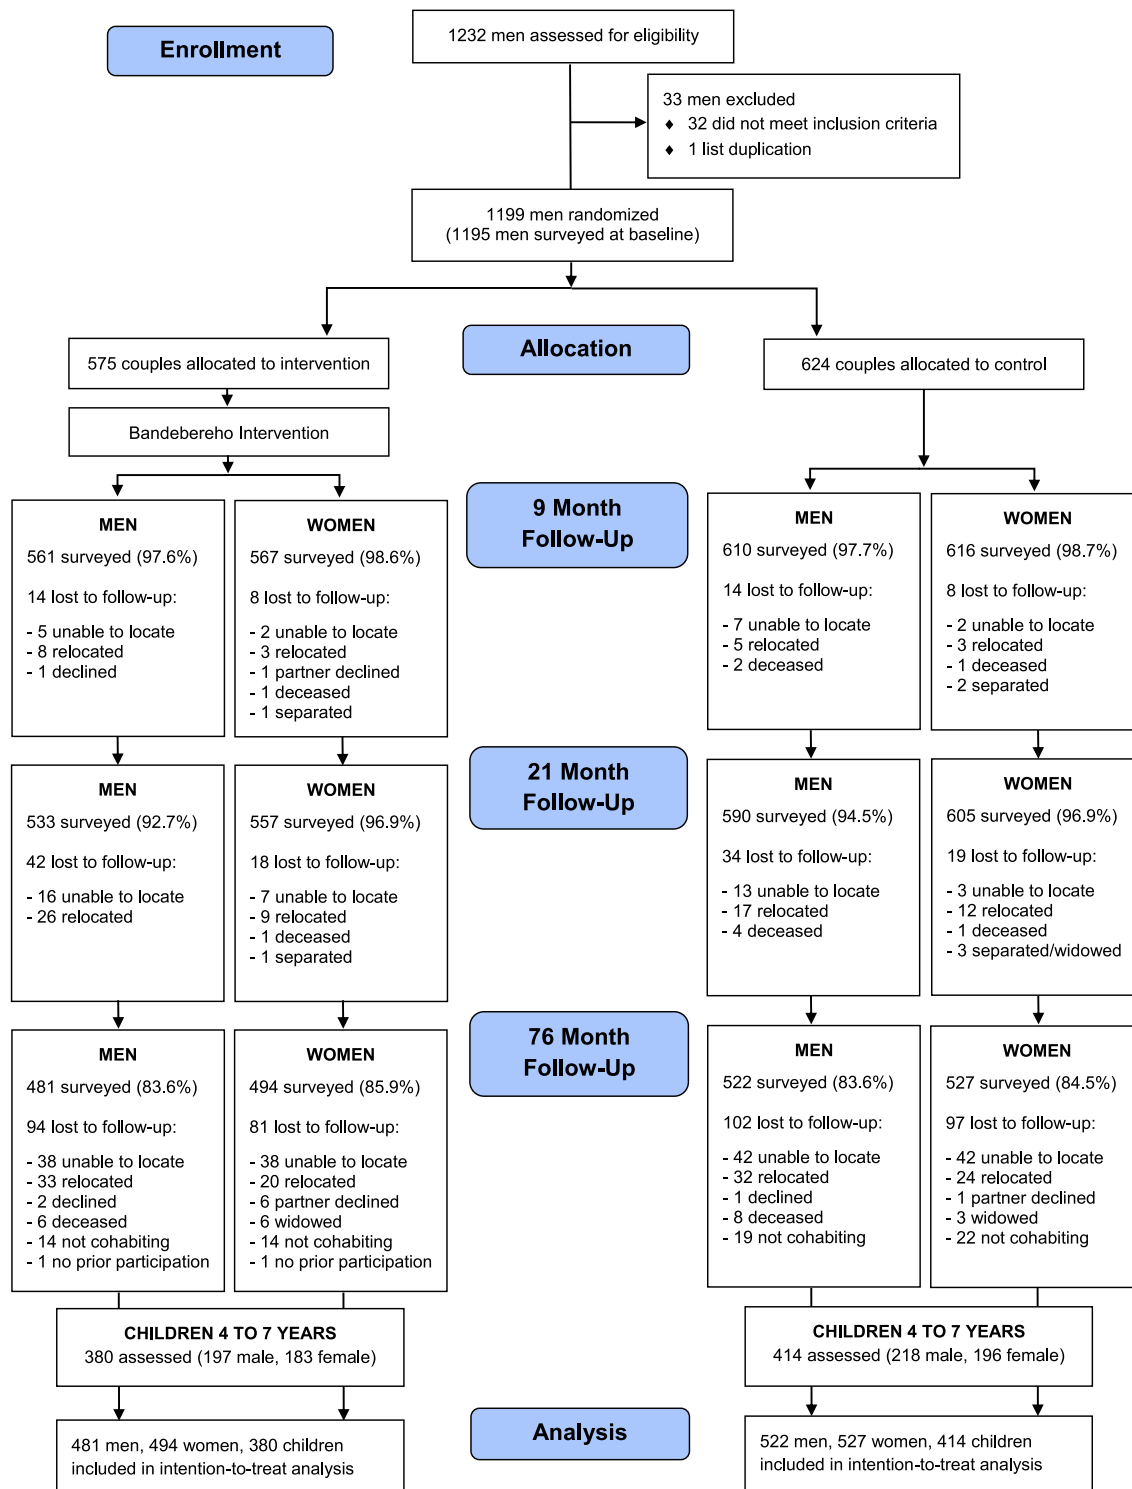 Enrollment
1232 men assessed for eligibility
33 men excluded
♦ 32 did not meet inclusion criteria
♦ 1 list duplication
1199 men randomized
(1195 men surveyed at baseline)
Allocation
575 couples allocated to intervention
624 couples allocated to control
Bandebereho Intervention
9 Month
Follow-Up
MEN
561 surveyed (97.6%)
14 lost to follow-up:
- 5 unable to locate
- 8 relocated
- 1 declined
WOMEN
567 surveyed (98.6%)
8 lost to follow-up:
- 2 unable to locate
- 3 relocated
- 1 partner declined
- 1 deceased
- 1 separated
MEN
610 surveyed (97.7%)
14 lost to follow-up:
- 7 unable to locate
- 5 relocated
- 2 deceased
WOMEN
616 surveyed (98.7%)
8 lost to follow-up:
- 2 unable to locate
- 3 relocated
- 1 deceased
- 2 separated
21 Month
Follow-Up
MEN
533 surveyed (92.7%)
42 lost to follow-up:
- 16 unable to locate
- 26 relocated
WOMEN
557 surveyed (96.9%)
18 lost to follow-up:
- 7 unable to locate
- 9 relocated
- 1 deceased
- 1 separated
MEN
590 surveyed (94.5%)
34 lost to follow-up:
- 13 unable to locate
- 17 relocated
- 4 deceased
WOMEN
605 surveyed (96.9%)
19 lost to follow-up:
- 3 unable to locate
- 12 relocated
- 1 deceased
- 3 separated/widowed
76 Month
Follow-Up
MEN
481 surveyed (83.6%)
94 lost to follow-up:
- 38 unable to locate
- 33 relocated
- 2 declined
- 6 deceased
- 14 not cohabiting
- 1 no prior participation
WOMEN
494 surveyed (85.9%)
81 lost to follow-up:
- 38 unable to locate
- 20 relocated
- 6 partner declined
- 6 widowed
- 14 not cohabiting
- 1 no prior participation
MEN
522 surveyed (83.6%)
102 lost to follow-up:
- 42 unable to locate
- 32 relocated
- 1 declined
- 8 deceased
- 19 not cohabiting
WOMEN
527 surveyed (84.5%)
97 lost to follow-up:
- 42 unable to locate
- 24 relocated
- 1 partner declined
- 3 widowed
- 22 not cohabiting
CHILDREN 4 TO 7 YEARS
380 assessed (197 male, 183 female)
CHILDREN 4 TO 7 YEARS
414 assessed (218 male, 196 female)
Analysis
481 men, 494 women, 380 children
included in intention-to-treat analysis
522 men, 527 women, 414 children
included in intention-to-treat analysis